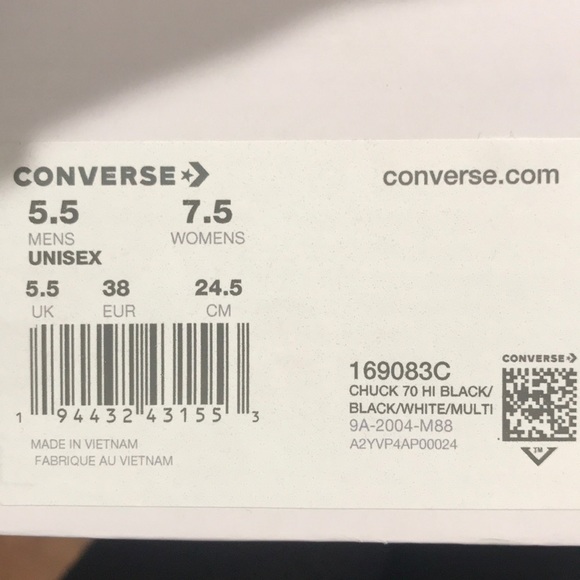 CONVERSE
converse.com
5.5 7.5
MENS WOMENS
UNISEX
5.5 38 24.5
UK EUR CM
1 94432 43155 3
MADE IN VIETNAM
FABRIQUE AU VIETNAM
CONVERSE
169083C
CHUCK 70 HI BLACK/
BLACK/WHITE/MULTI
9A-2004-M88
A2YVP4AP00024
TM